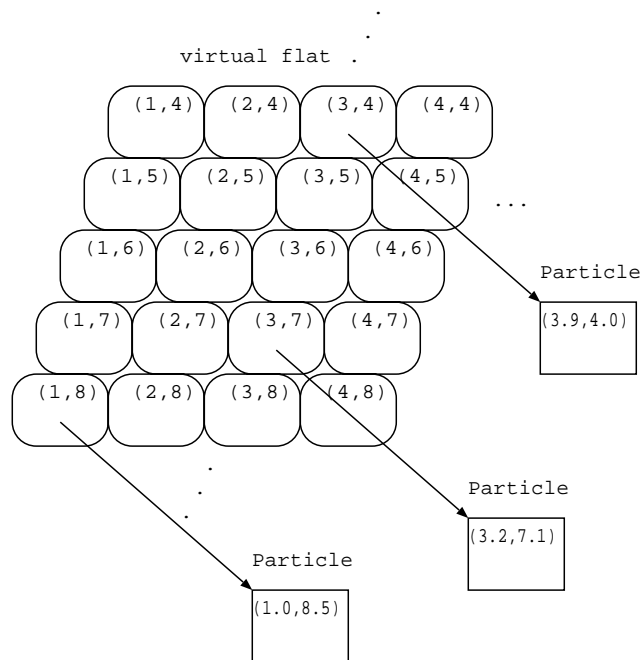 virtual flat
(1,4) (2,4) (3,4) (4,4)
(1,5) (2,5) (3,5) (4,5) ...
(1,6) (2,6) (3,6) (4,6)
Particle
(3.9,4.0)
(1,7) (2,7) (3,7) (4,7)
(1,8) (2,8) (3,8) (4,8)
Particle
(3.2,7.1)
Particle
(1.0,8.5)